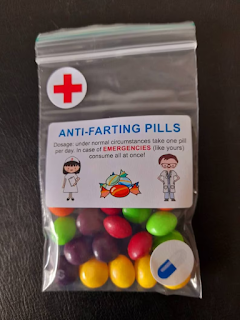 ANTI-FARTING PILLS
Dosage: under normal circumstances take one pill
per day. In case of EMERGENCIES (like yours)
consume all at once!